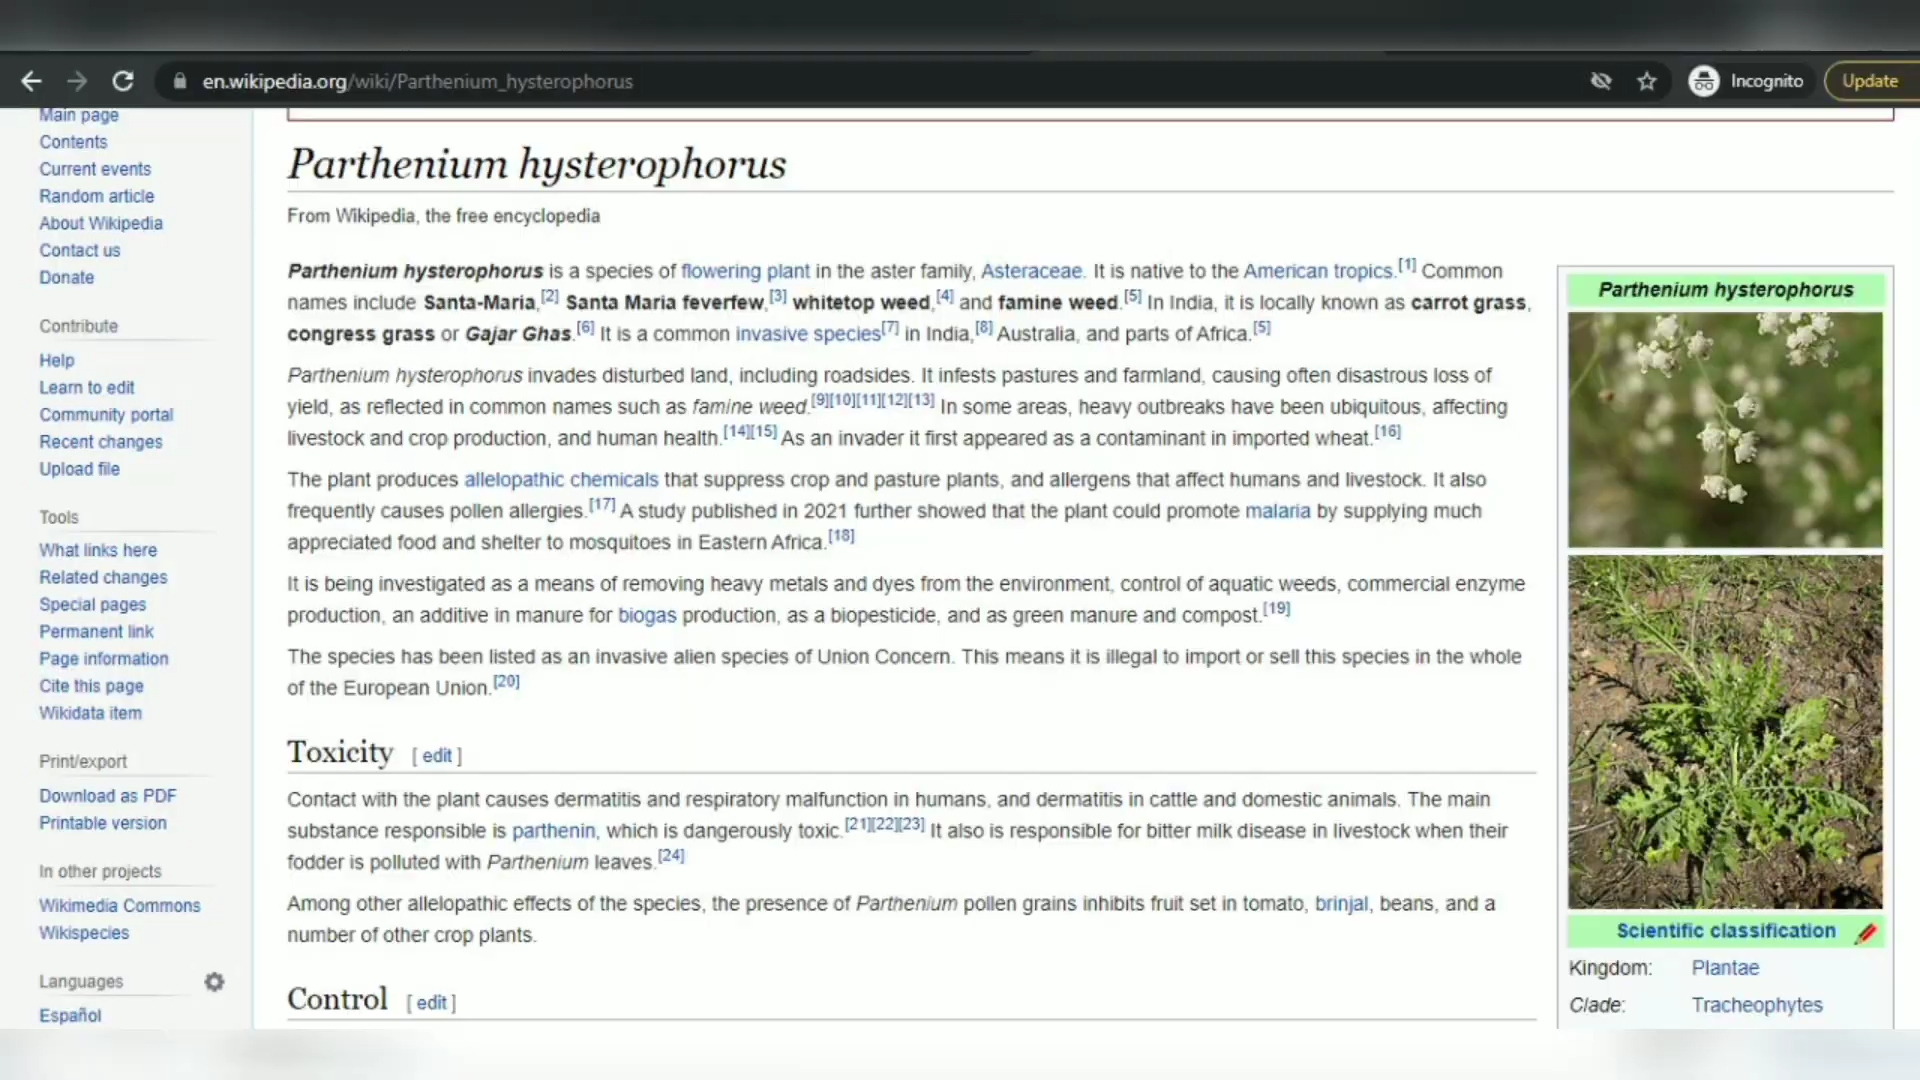 en.wikipedia.org/wiki/Parthenium_hysterophorus
Incognito
Update
Main page
Contents
Current events
Random article
About Wikipedia
Contact us
Donate
Contribute
Help
Learn to edit
Community portal
Recent changes
Upload file
Tools
What links here
Related changes
Special pages
Permanent link
Page information
Cite this page
Wikidata item
Print/export
Download as PDF
Printable version
In other projects
Wikimedia Commons
Wikispecies
Languages
Español
Parthenium hysterophorus
From Wikipedia, the free encyclopedia
Parthenium hysterophorus is a species of flowering plant in the aster family, Asteraceae. It is native to the American tropics.[1] Common
names include Santa-Maria,[2] Santa Maria feverfew,[3] whitetop weed,[4] and famine weed.[5] In India, it is locally known as carrot grass,
congress grass or Gajar Ghas.[6] It is a common invasive species[7] in India,[8] Australia, and parts of Africa.[5]
Parthenium hysterophorus invades disturbed land, including roadsides. It infests pastures and farmland, causing often disastrous loss of
yield, as reflected in common names such as famine weed.[9][10][11][12][13] In some areas, heavy outbreaks have been ubiquitous, affecting
livestock and crop production, and human health.[14][15] As an invader it first appeared as a contaminant in imported wheat.[16]
The plant produces allelopathic chemicals that suppress crop and pasture plants, and allergens that affect humans and livestock. It also
frequently causes pollen allergies.[17] A study published in 2021 further showed that the plant could promote malaria by supplying much
appreciated food and shelter to mosquitoes in Eastern Africa.[18]
It is being investigated as a means of removing heavy metals and dyes from the environment, control of aquatic weeds, commercial enzyme
production, an additive in manure for biogas production, as a biopesticide, and as green manure and compost.[19]
The species has been listed as an invasive alien species of Union Concern. This means it is illegal to import or sell this species in the whole
of the European Union.[20]
Toxicity [ edit ]
Contact with the plant causes dermatitis and respiratory malfunction in humans, and dermatitis in cattle and domestic animals. The main
substance responsible is parthenin, which is dangerously toxic.[21][22][23] It also is responsible for bitter milk disease in livestock when their
fodder is polluted with Parthenium leaves.[24]
Among other allelopathic effects of the species, the presence of Parthenium pollen grains inhibits fruit set in tomato, brinjal, beans, and a
number of other crop plants.
Control [ edit ]
Parthenium hysterophorus
Scientific classification
Kingdom: Plantae
Clade: Tracheophytes